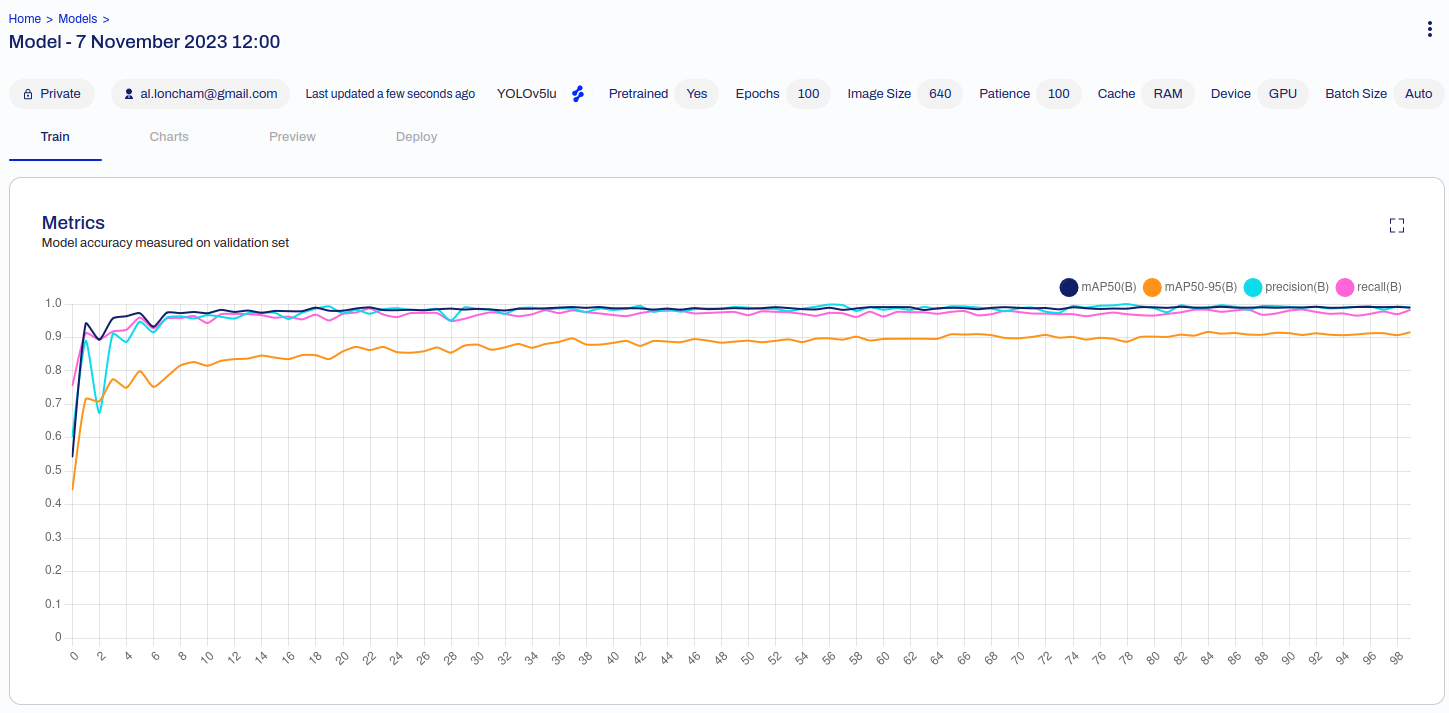 Home > Models >
Model - 7 November 2023 12:00
Private al.loncham@gmail.com Last updated a few seconds ago YOLOv5lu Pretrained Yes Epochs 100 Image Size 640 Patience 100 Cache RAM Device GPU Batch Size Auto
Train Charts Preview Deploy
Metrics
Model accuracy measured on validation set
mAP50(B) mAP50-95(B) precision(B) recall(B)
1.0
0.9
0.8
0.7
0.6
0.5
0.4
0.3
0.2
0.1
0
0 2 4 6 8 10 12 14 16 18 20 22 24 26 28 30 32 34 36 38 40 42 44 46 48 50 52 54 56 58 60 62 64 66 68 70 72 74 76 78 80 82 84 86 88 90 92 94 96 98